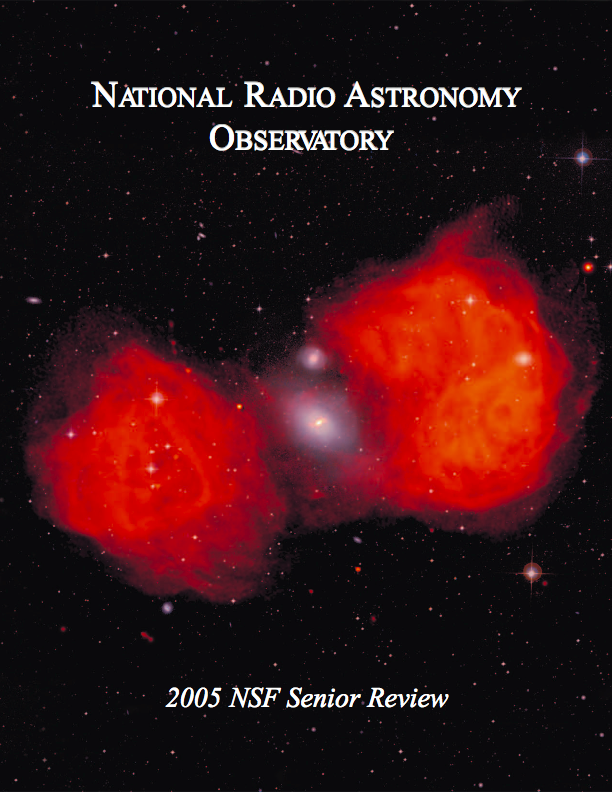 NATIONAL RADIO ASTRONOMY
OBSERVATORY
2005 NSF Senior Review